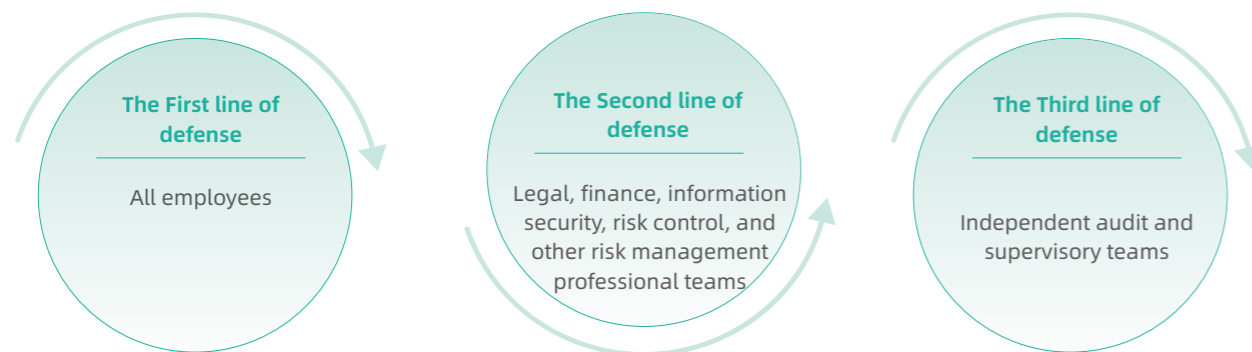 The First line of
defense
All employees
The Second line of
defense
Legal, finance, information
security, risk control, and
other risk management
professional teams
The Third line of
defense
Independent audit and
supervisory teams